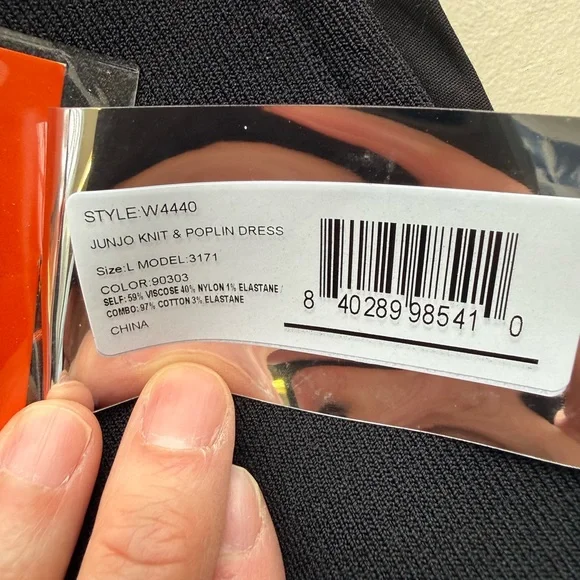 STYLE:W4440
JUNJO KNIT & POPLIN DRESS
Size:L MODEL:3171
COLOR:90303
SELF: 59% VISCOSE 40% NYLON 1% ELASTANE /
COMBO: 97% COTTON 3% ELASTANE
CHINA
8 40289 98541 0